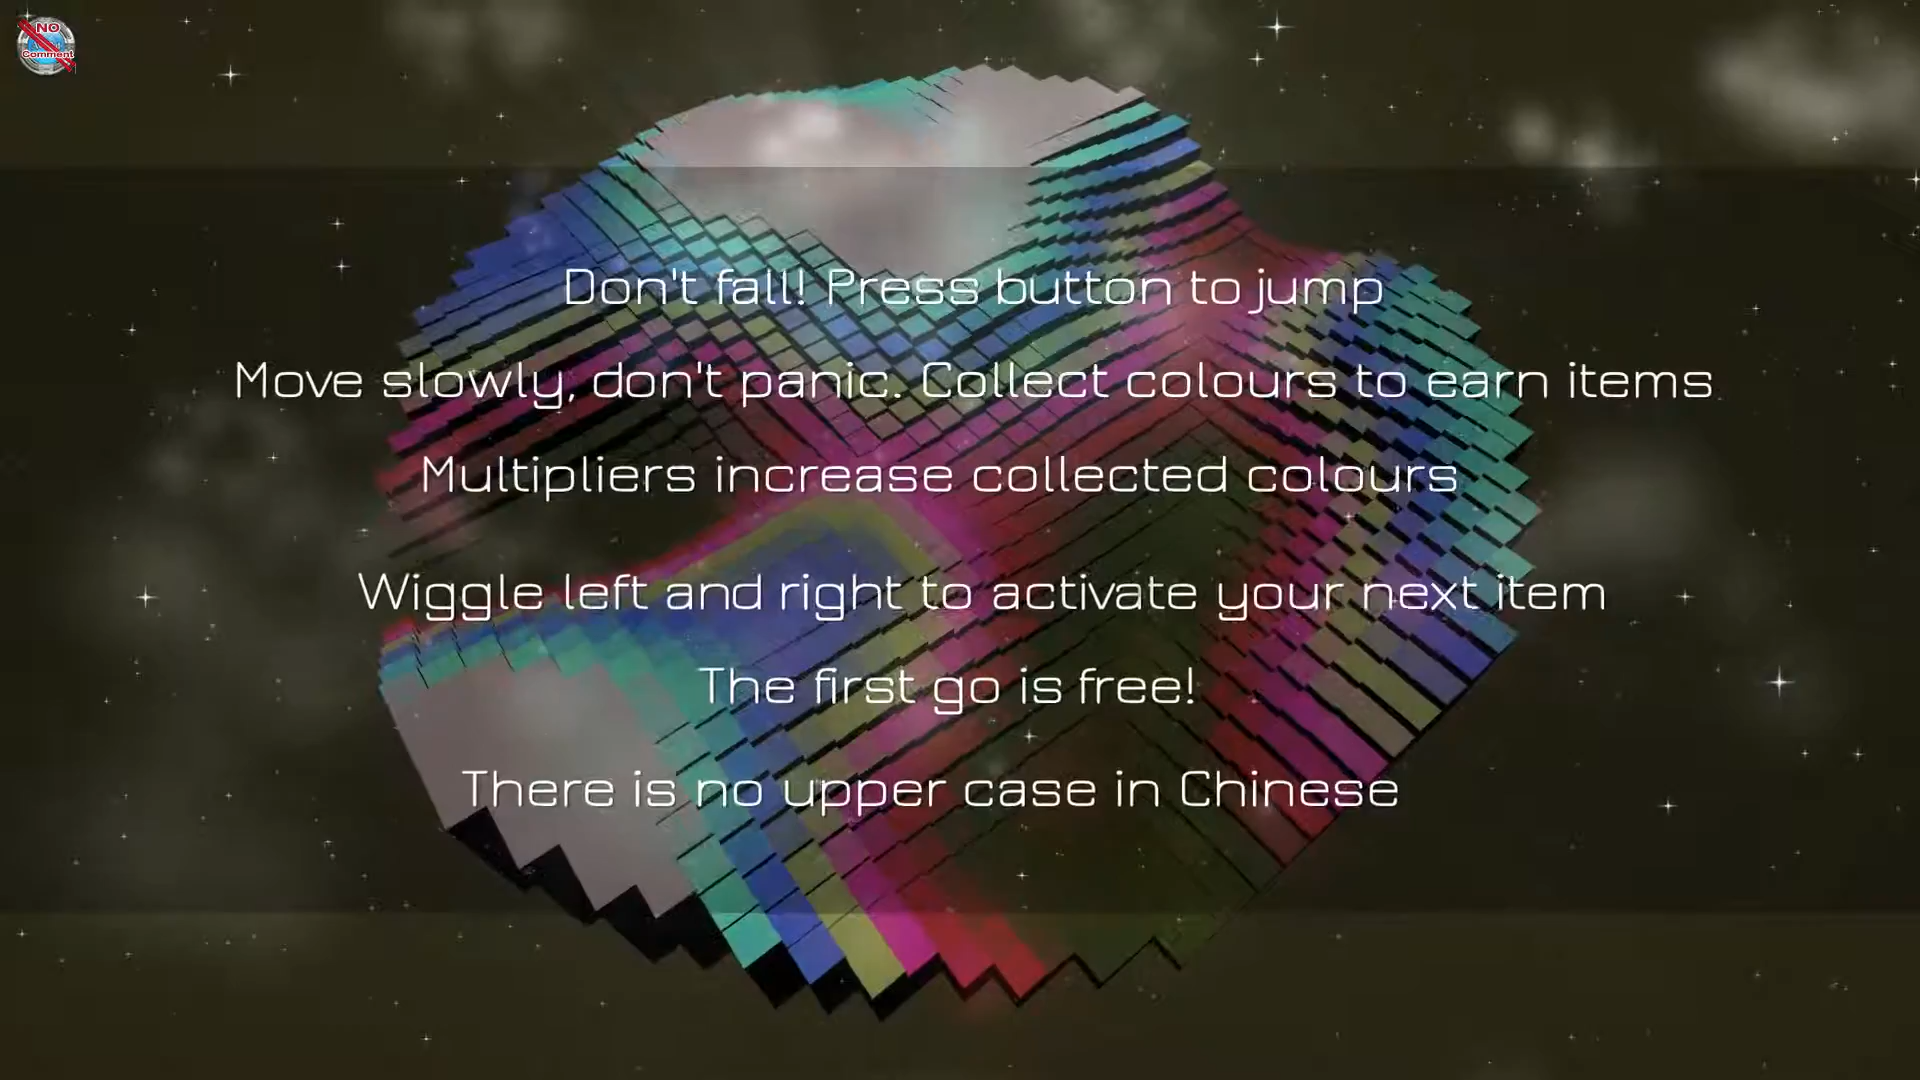 NO
Comment
Don't fall! Press button to jump
Move slowly, don't panic. Collect colours to earn items
Multipliers increase collected colours
Wiggle left and right to activate your next item
The first go is free!
There is no upper case in Chinese